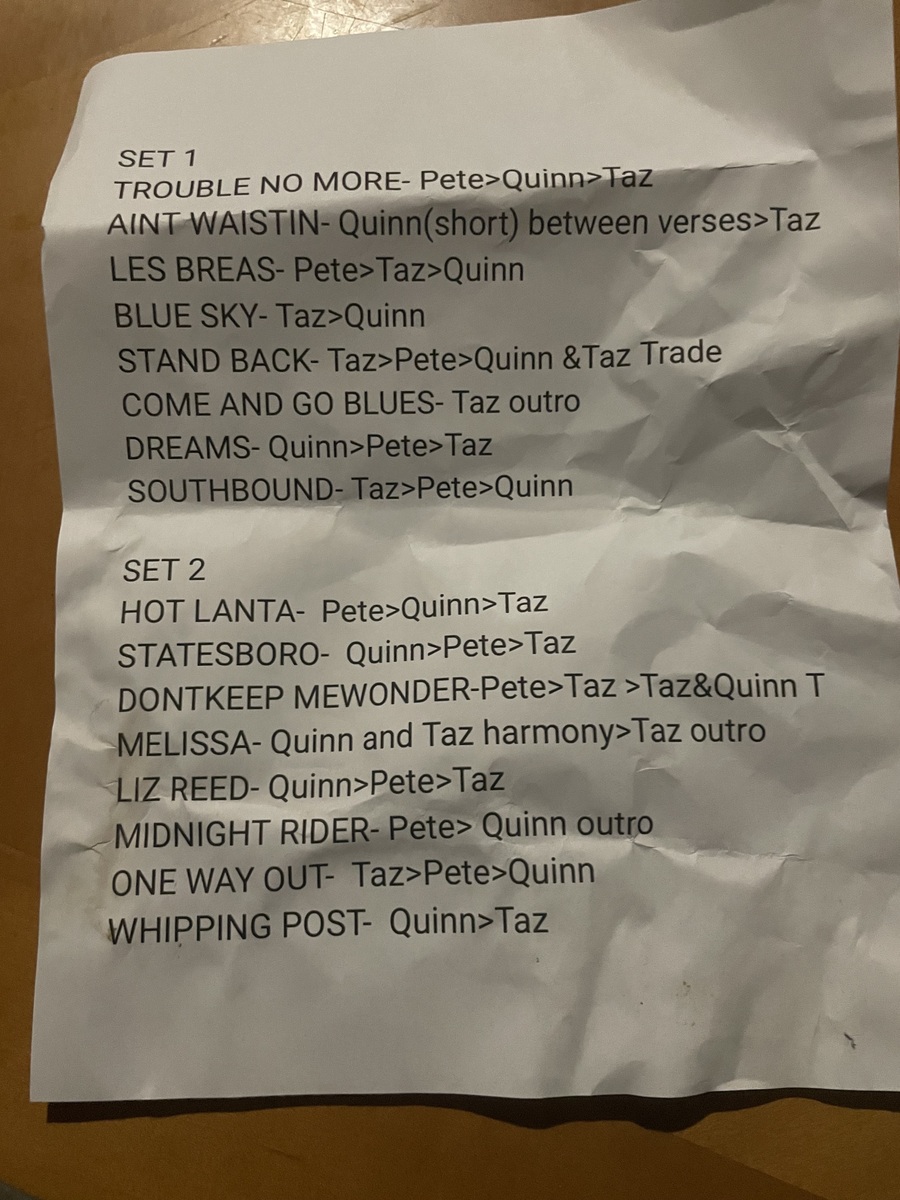 SET 1
TROUBLE NO MORE- Pete>Quinn>Taz
AINT WAISTIN- Quinn(short) between verses>Taz
LES BREAS- Pete>Taz>Quinn
BLUE SKY- Taz>Quinn
STAND BACK- Taz>Pete>Quinn &Taz Trade
COME AND GO BLUES- Taz outro
DREAMS- Quinn>Pete>Taz
SOUTHBOUND- Taz>Pete>Quinn
SET 2
HOT LANTA-  Pete>Quinn>Taz
STATESBORO-  Quinn>Pete>Taz
DONTKEEP MEWONDER-Pete>Taz >Taz&Quinn T
MELISSA- Quinn and Taz harmony>Taz outro
LIZ REED- Quinn>Pete>Taz
MIDNIGHT RIDER- Pete> Quinn outro
ONE WAY OUT-  Taz>Pete>Quinn
WHIPPING POST-  Quinn>Taz